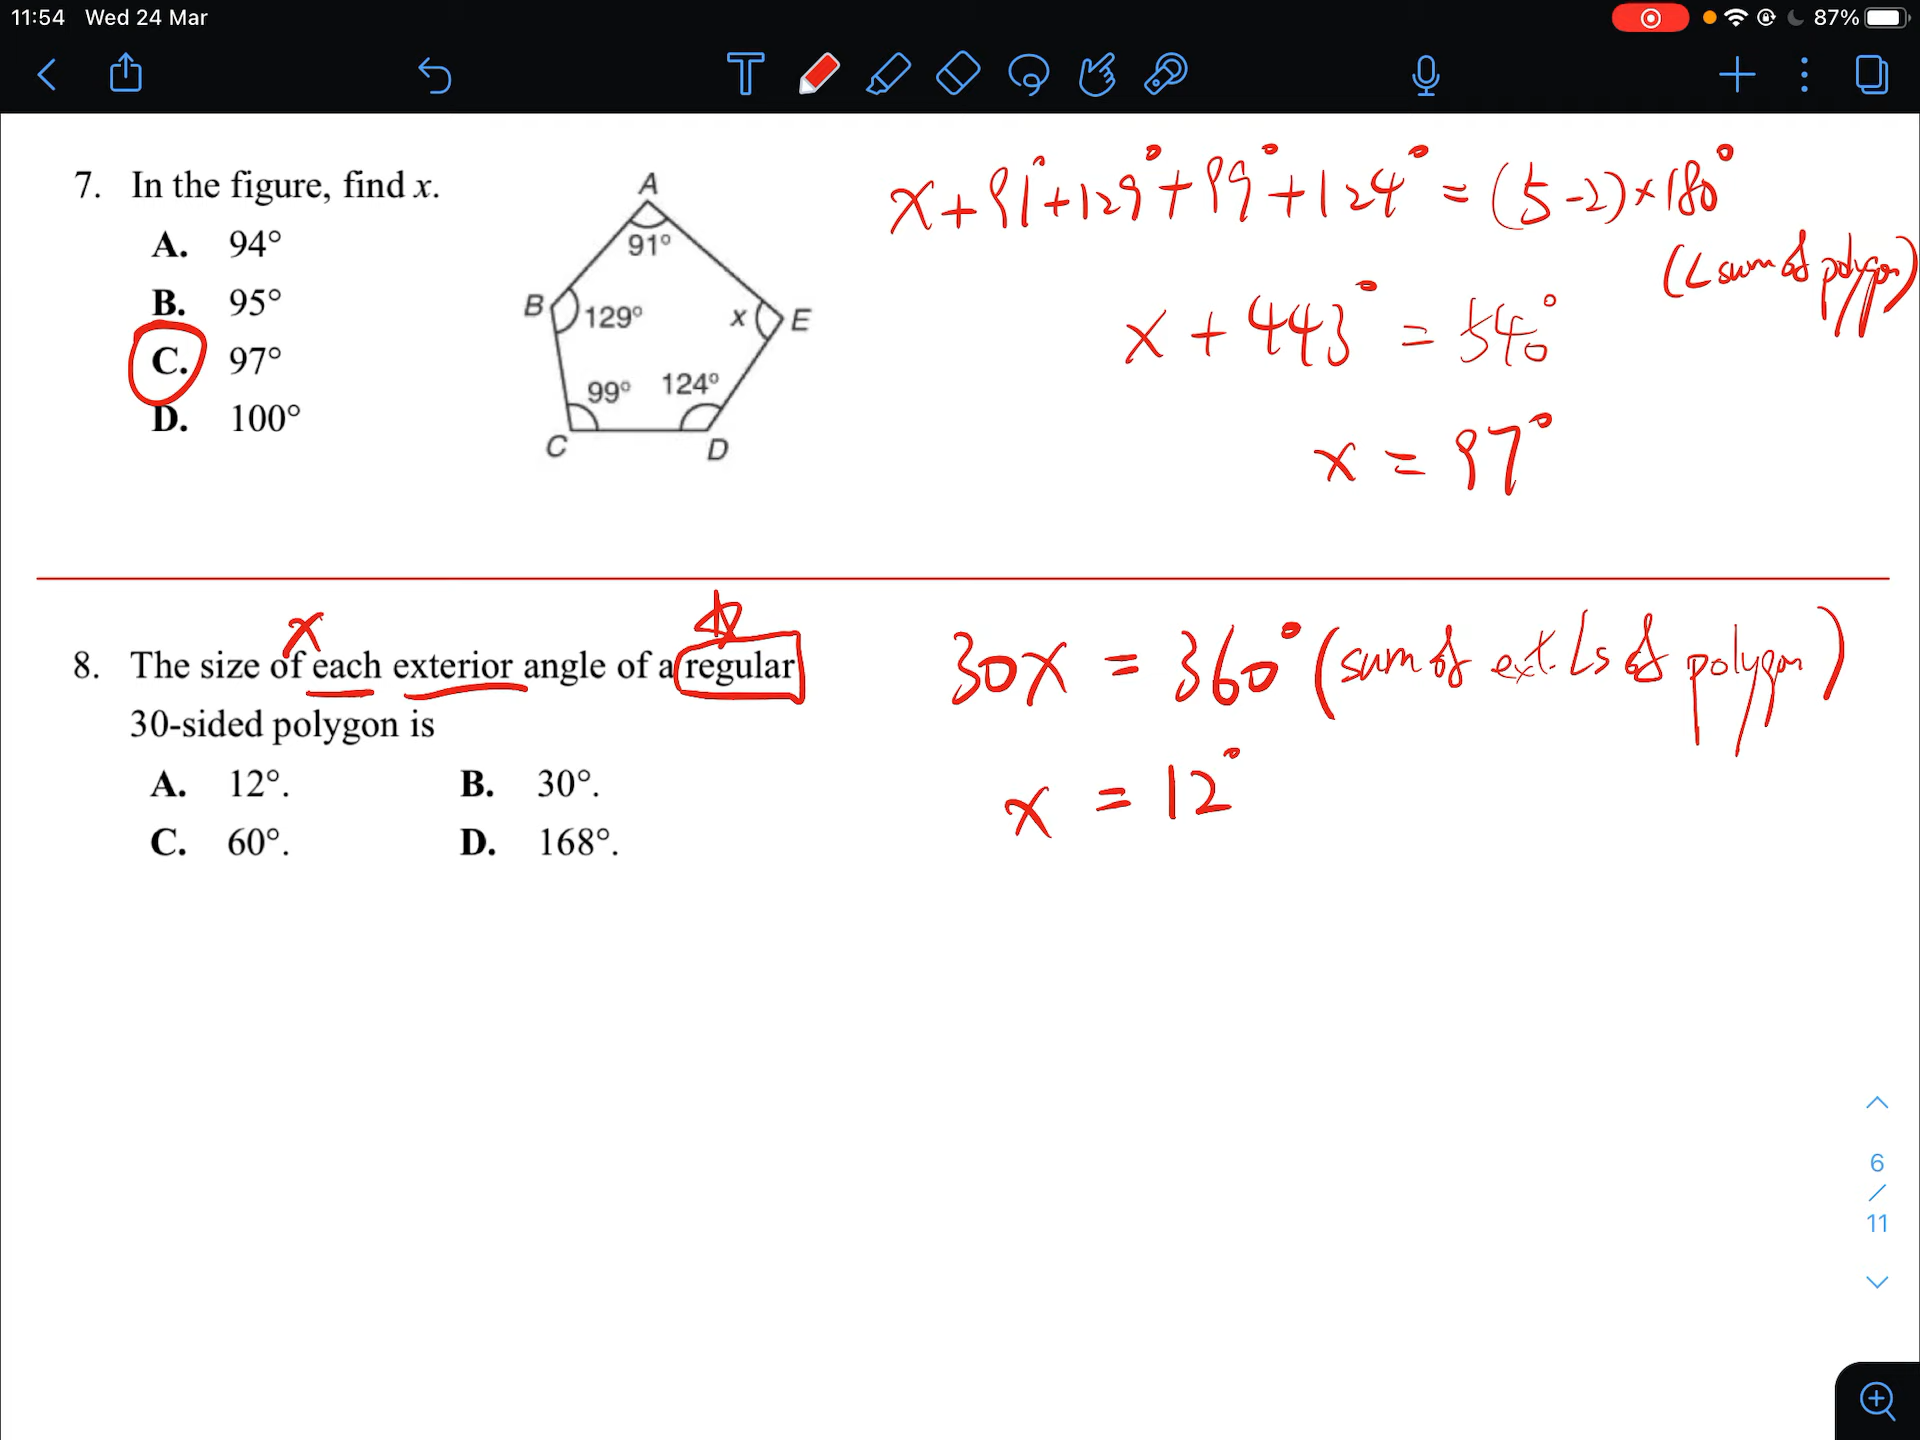 11:54 Wed 24 Mar
87%
7. In the figure, find x.
A. 94°
B. 95°
C. 97°
D. 100°
A
91°
B
129°
x
E
99°
124°
C
D
x + 91° + 129° + 99° + 124° = (5-2)×180°
(∠ sum of polygon)
x + 443° = 540°
x = 97°
x
8. The size of each exterior angle of a regular
30-sided polygon is
A. 12°. B. 30°.
C. 60°. D. 168°.
30x = 360° (sum of ext. ∠s of polygon)
x = 12°
6
/
11